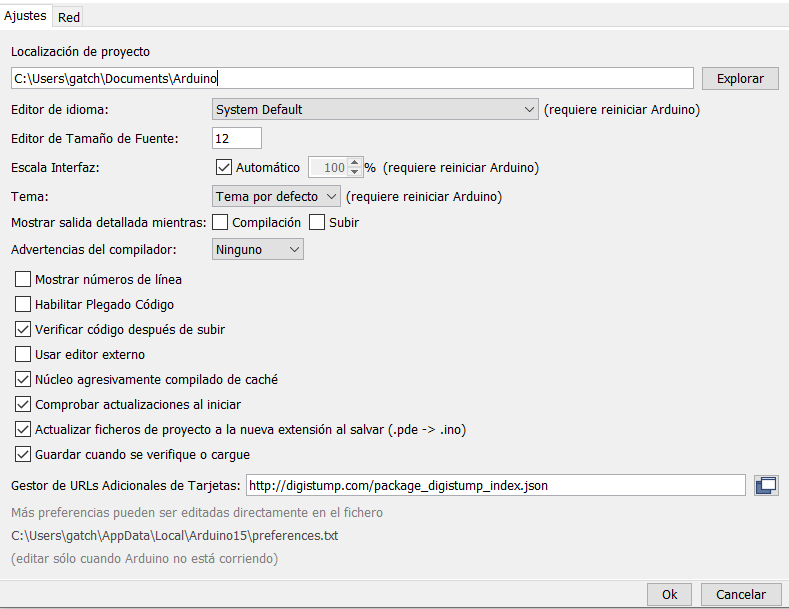 Ajustes Red
Localización de proyecto
C:\Users\gatch\Documents\Arduino Explorar
Editor de idioma: System Default (requiere reiniciar Arduino)
Editor de Tamaño de Fuente: 12
Escala Interfaz: Automático 100 % (requiere reiniciar Arduino)
Tema: Tema por defecto (requiere reiniciar Arduino)
Mostrar salida detallada mientras: Compilación Subir
Advertencias del compilador: Ninguno
Mostrar números de línea
Habilitar Plegado Código
Verificar código después de subir
Usar editor externo
Núcleo agresivamente compilado de caché
Comprobar actualizaciones al iniciar
Actualizar ficheros de proyecto a la nueva extensión al salvar (.pde -> .ino)
Guardar cuando se verifique o cargue
Gestor de URLs Adicionales de Tarjetas: http://digistump.com/package_digistump_index.json
Más preferencias pueden ser editadas directamente en el fichero
C:\Users\gatch\AppData\Local\Arduino15\preferences.txt
(editar sólo cuando Arduino no está corriendo)
Ok Cancelar